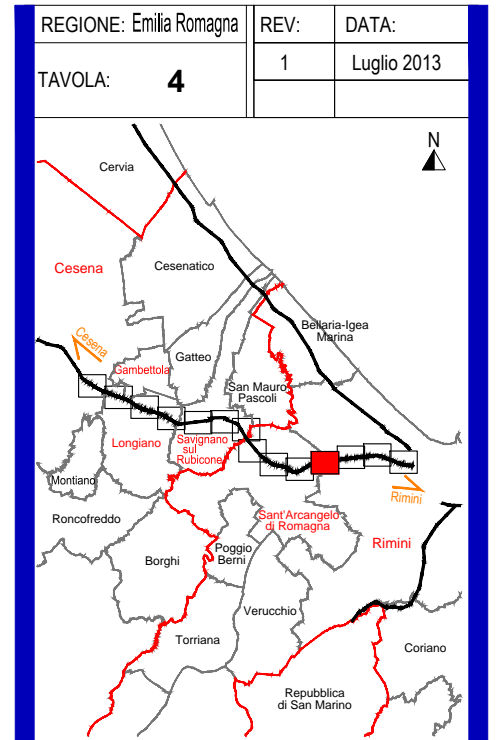 REGIONE: Emilia Romagna
REV:
DATA:
1
Luglio 2013
TAVOLA:
4
N
Cervia
Cesena
Cesenatico
Bellaria-Igea
Marina
Cesena
Gatteo
Gambettola
San Mauro
Pascoli
Longiano
Savignano
sul
Rubicone
Montiano
Rimini
Roncofreddo
Sant'Arcangelo
di Romagna
Rimini
Poggio
Berni
Borghi
Verucchio
Torriana
Coriano
Repubblica
di San Marino